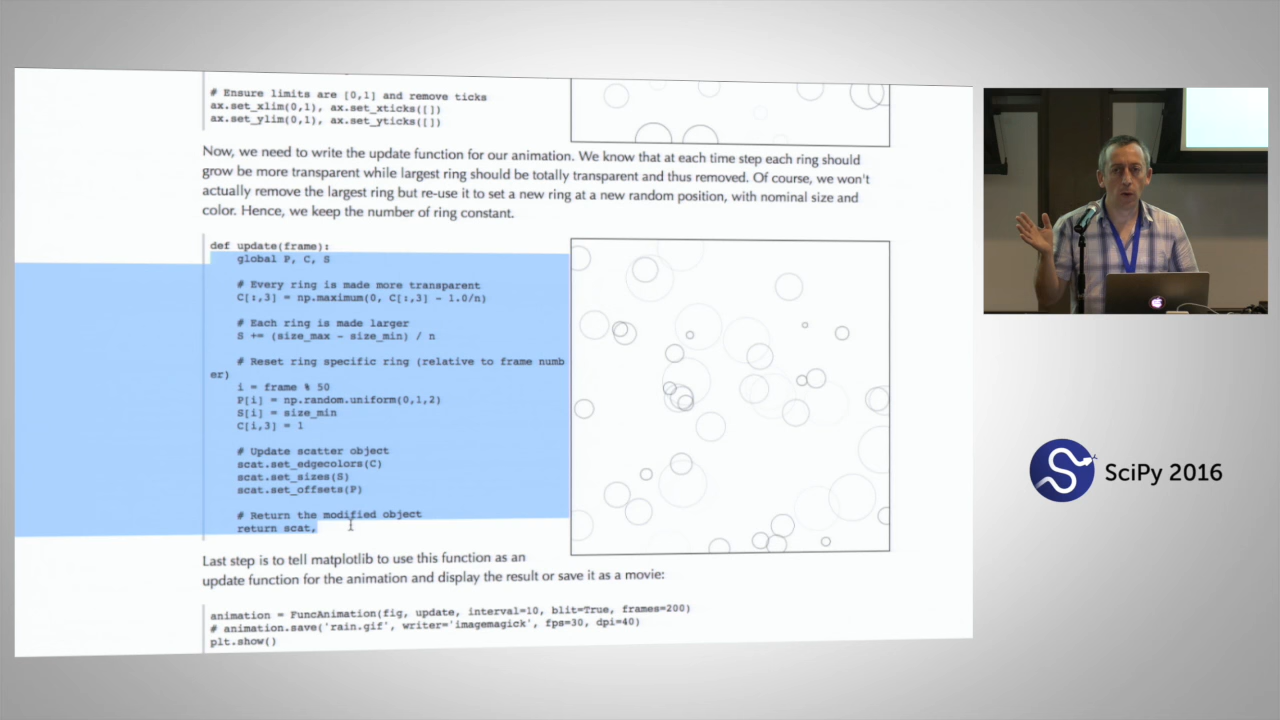 # Ensure limits are [0,1] and remove ticks
ax.set_xlim(0,1), ax.set_xticks([])
ax.set_ylim(0,1), ax.set_yticks([])
Now, we need to write the update function for our animation. We know that at each time step each ring should
grow be more transparent while largest ring should be totally transparent and thus removed. Of course, we won't
actually remove the largest ring but re-use it to set a new ring at a new random position, with nominal size and
color. Hence, we keep the number of ring constant.
def update(frame):
global P, C, S
# Every ring is made more transparent
C[:,3] = np.maximum(0, C[:,3] - 1.0/n)
# Each ring is made larger
S += (size_max - size_min) / n
# Reset ring specific ring (relative to frame numb
er)
i = frame % 50
P[i] = np.random.uniform(0,1,2)
S[i] = size_min
C[i,3] = 1
# Update scatter object
scat.set_edgecolors(C)
scat.set_sizes(S)
scat.set_offsets(P)
# Return the modified object
return scat,
Last step is to tell matplotlib to use this function as an
update function for the animation and display the result or save it as a movie:
animation = FuncAnimation(fig, update, interval=10, blit=True, frames=200)
# animation.save('rain.gif', writer='imagemagick', fps=30, dpi=40)
plt.show()
SciPy 2016